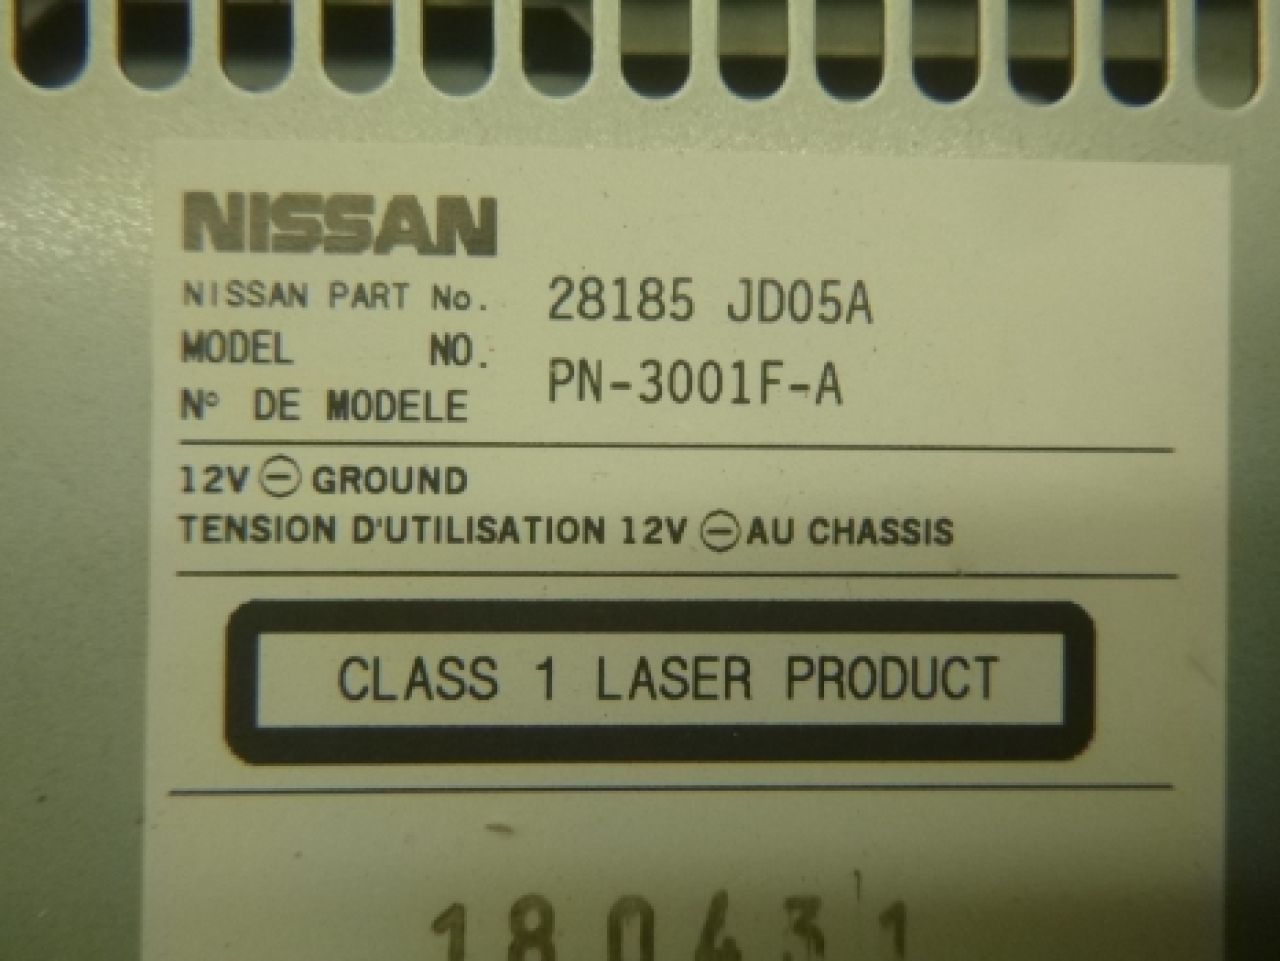 NISSAN
NISSAN PART No. 28185 JD05A
MODEL NO. PN-3001F-A
N° DE MODELE
12V ⊖ GROUND
TENSION D'UTILISATION 12V ⊖ AU CHASSIS
CLASS 1 LASER PRODUCT
180431